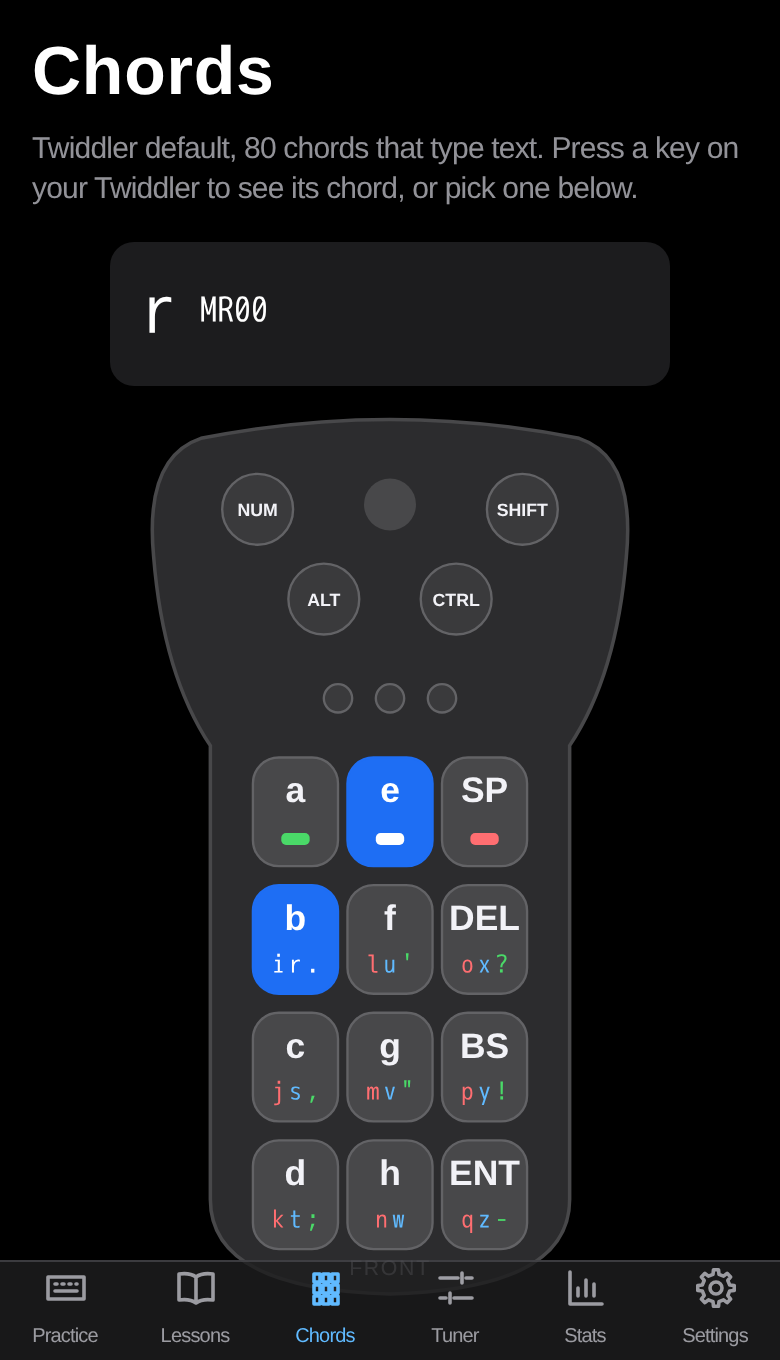 Chords
Twiddler default, 80 chords that type text. Press a key on
your Twiddler to see its chord, or pick one below.
r MR00
NUM SHIFT
ALT CTRL
a e SP
b f DEL
i r . l u ' o x ?
c g BS
j s , m v " p y !
d h ENT
k t ; n w q z -
FRONT
Practice Lessons Chords Tuner Stats Settings